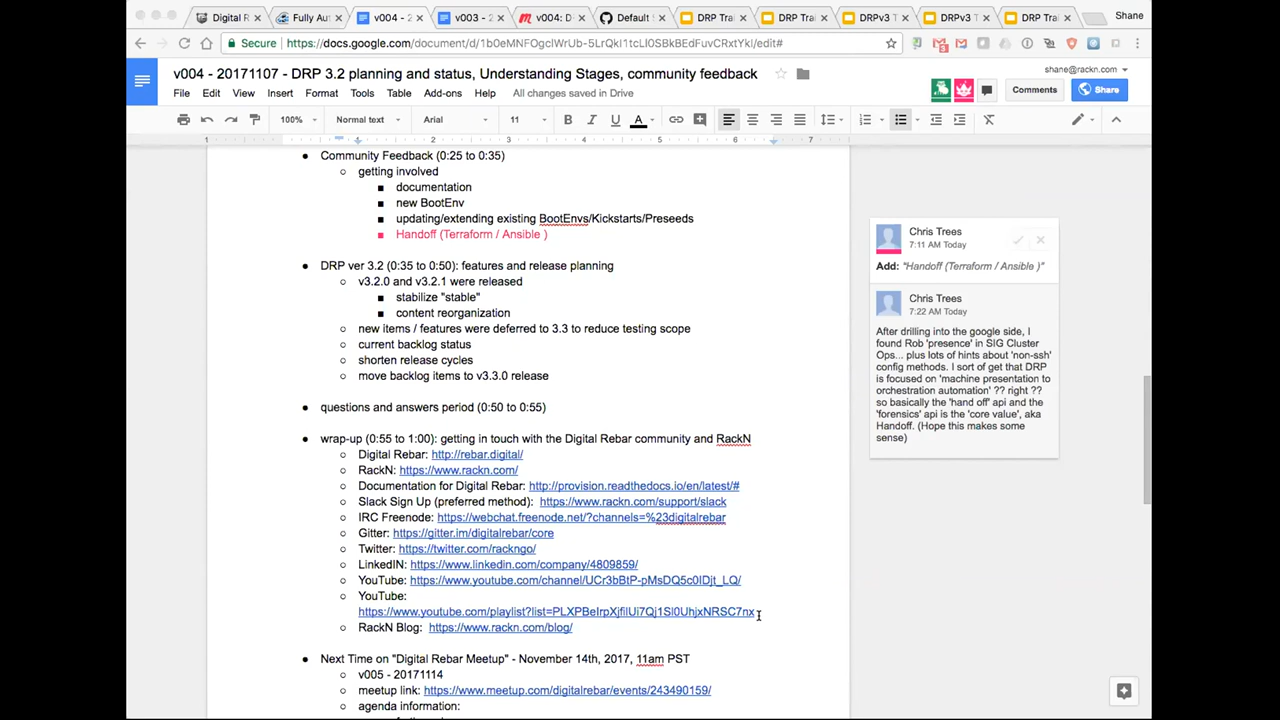 Digital R
Fully Au
v004 - 2
v003 - 2
v004: D
Default
DRP Trai
DRP Trai
DRPv3 T
DRPv3 T
DRP Trai
Shane
Secure
https://docs.google.com/document/d/1b0eMNFOgclWrUb-5LrQkI1tcLl0SBkBEdFuvCRxtYkI/edit#
v004 - 20171107 - DRP 3.2 planning and status, Understanding Stages, community feedback
shane@rackn.com
File Edit View Insert Format Tools Table Add-ons Help All changes saved in Drive
Comments
Share
100% Normal text Arial 11 B I U A
1 1 2 3 4 5 6 7
● Community Feedback (0:25 to 0:35)
○ getting involved
■ documentation
■ new BootEnv
■ updating/extending existing BootEnvs/Kickstarts/Preseeds
■ Handoff (Terraform / Ansible )
● DRP ver 3.2 (0:35 to 0:50): features and release planning
○ v3.2.0 and v3.2.1 were released
■ stabilize "stable"
■ content reorganization
○ new items / features were deferred to 3.3 to reduce testing scope
○ current backlog status
○ shorten release cycles
○ move backlog items to v3.3.0 release
● questions and answers period (0:50 to 0:55)
● wrap-up (0:55 to 1:00): getting in touch with the Digital Rebar community and RackN
○ Digital Rebar: http://rebar.digital/
○ RackN: https://www.rackn.com/
○ Documentation for Digital Rebar: http://provision.readthedocs.io/en/latest/#
○ Slack Sign Up (preferred method): https://www.rackn.com/support/slack
○ IRC Freenode: https://webchat.freenode.net/?channels=%23digitalrebar
○ Gitter: https://gitter.im/digitalrebar/core
○ Twitter: https://twitter.com/rackngo/
○ LinkedIN: https://www.linkedin.com/company/4809859/
○ YouTube: https://www.youtube.com/channel/UCr3bBtP-pMsDQ5c0IDjt_LQ/
○ YouTube:
https://www.youtube.com/playlist?list=PLXPBeIrpXjfilUi7Qj1Sl0UhjxNRSC7nx
○ RackN Blog: https://www.rackn.com/blog/
● Next Time on "Digital Rebar Meetup" - November 14th, 2017, 11am PST
○ v005 - 20171114
○ meetup link: https://www.meetup.com/digitalrebar/events/243490159/
○ agenda information:
Chris Trees
7:11 AM Today
Add: "Handoff (Terraform / Ansible )"
Chris Trees
7:22 AM Today
After drilling into the google side, I
found Rob 'presence' in SIG Cluster
Ops... plus lots of hints about 'non-ssh'
config methods. I sort of get that DRP
is focused on 'machine presentation to
orchestration automation' ?? right ??
so basically the 'hand off' api and the
'forensics' api is the 'core value', aka
Handoff. (Hope this makes some
sense)